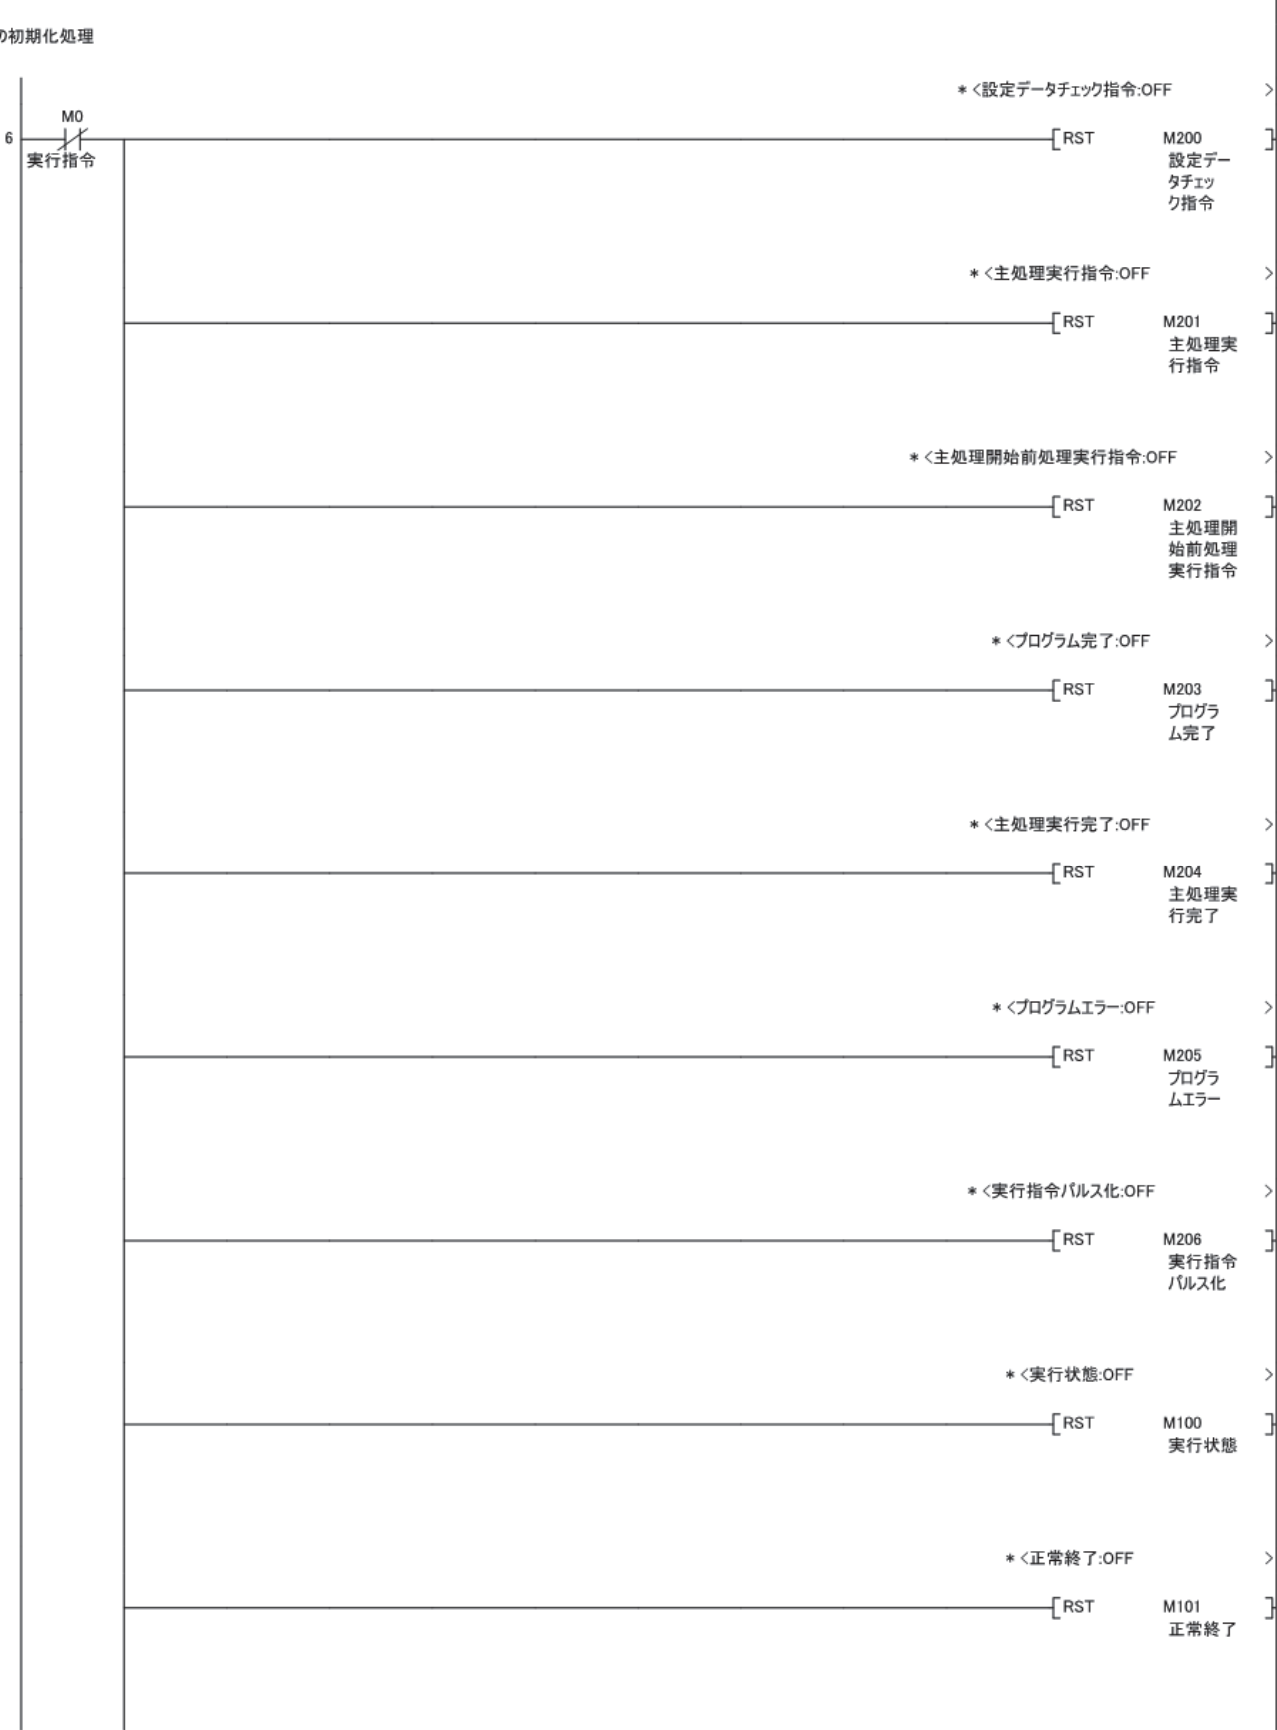 の初期化処理
*<設定データチェック指令:OFF >
M0
6
[RST M200 ]
実行指令
設定デー
タチェッ
ク指令
*<主処理実行指令:OFF >
[RST M201 ]
主処理実
行指令
*<主処理開始前処理実行指令:OFF >
[RST M202 ]
主処理開
始前処理
実行指令
*<プログラム完了:OFF >
[RST M203 ]
プログラ
ム完了
*<主処理実行完了:OFF >
[RST M204 ]
主処理実
行完了
*<プログラムエラー:OFF >
[RST M205 ]
プログラ
ムエラー
*<実行指令パルス化:OFF >
[RST M206 ]
実行指令
パルス化
*<実行状態:OFF >
[RST M100 ]
実行状態
*<正常終了:OFF >
[RST M101 ]
正常終了